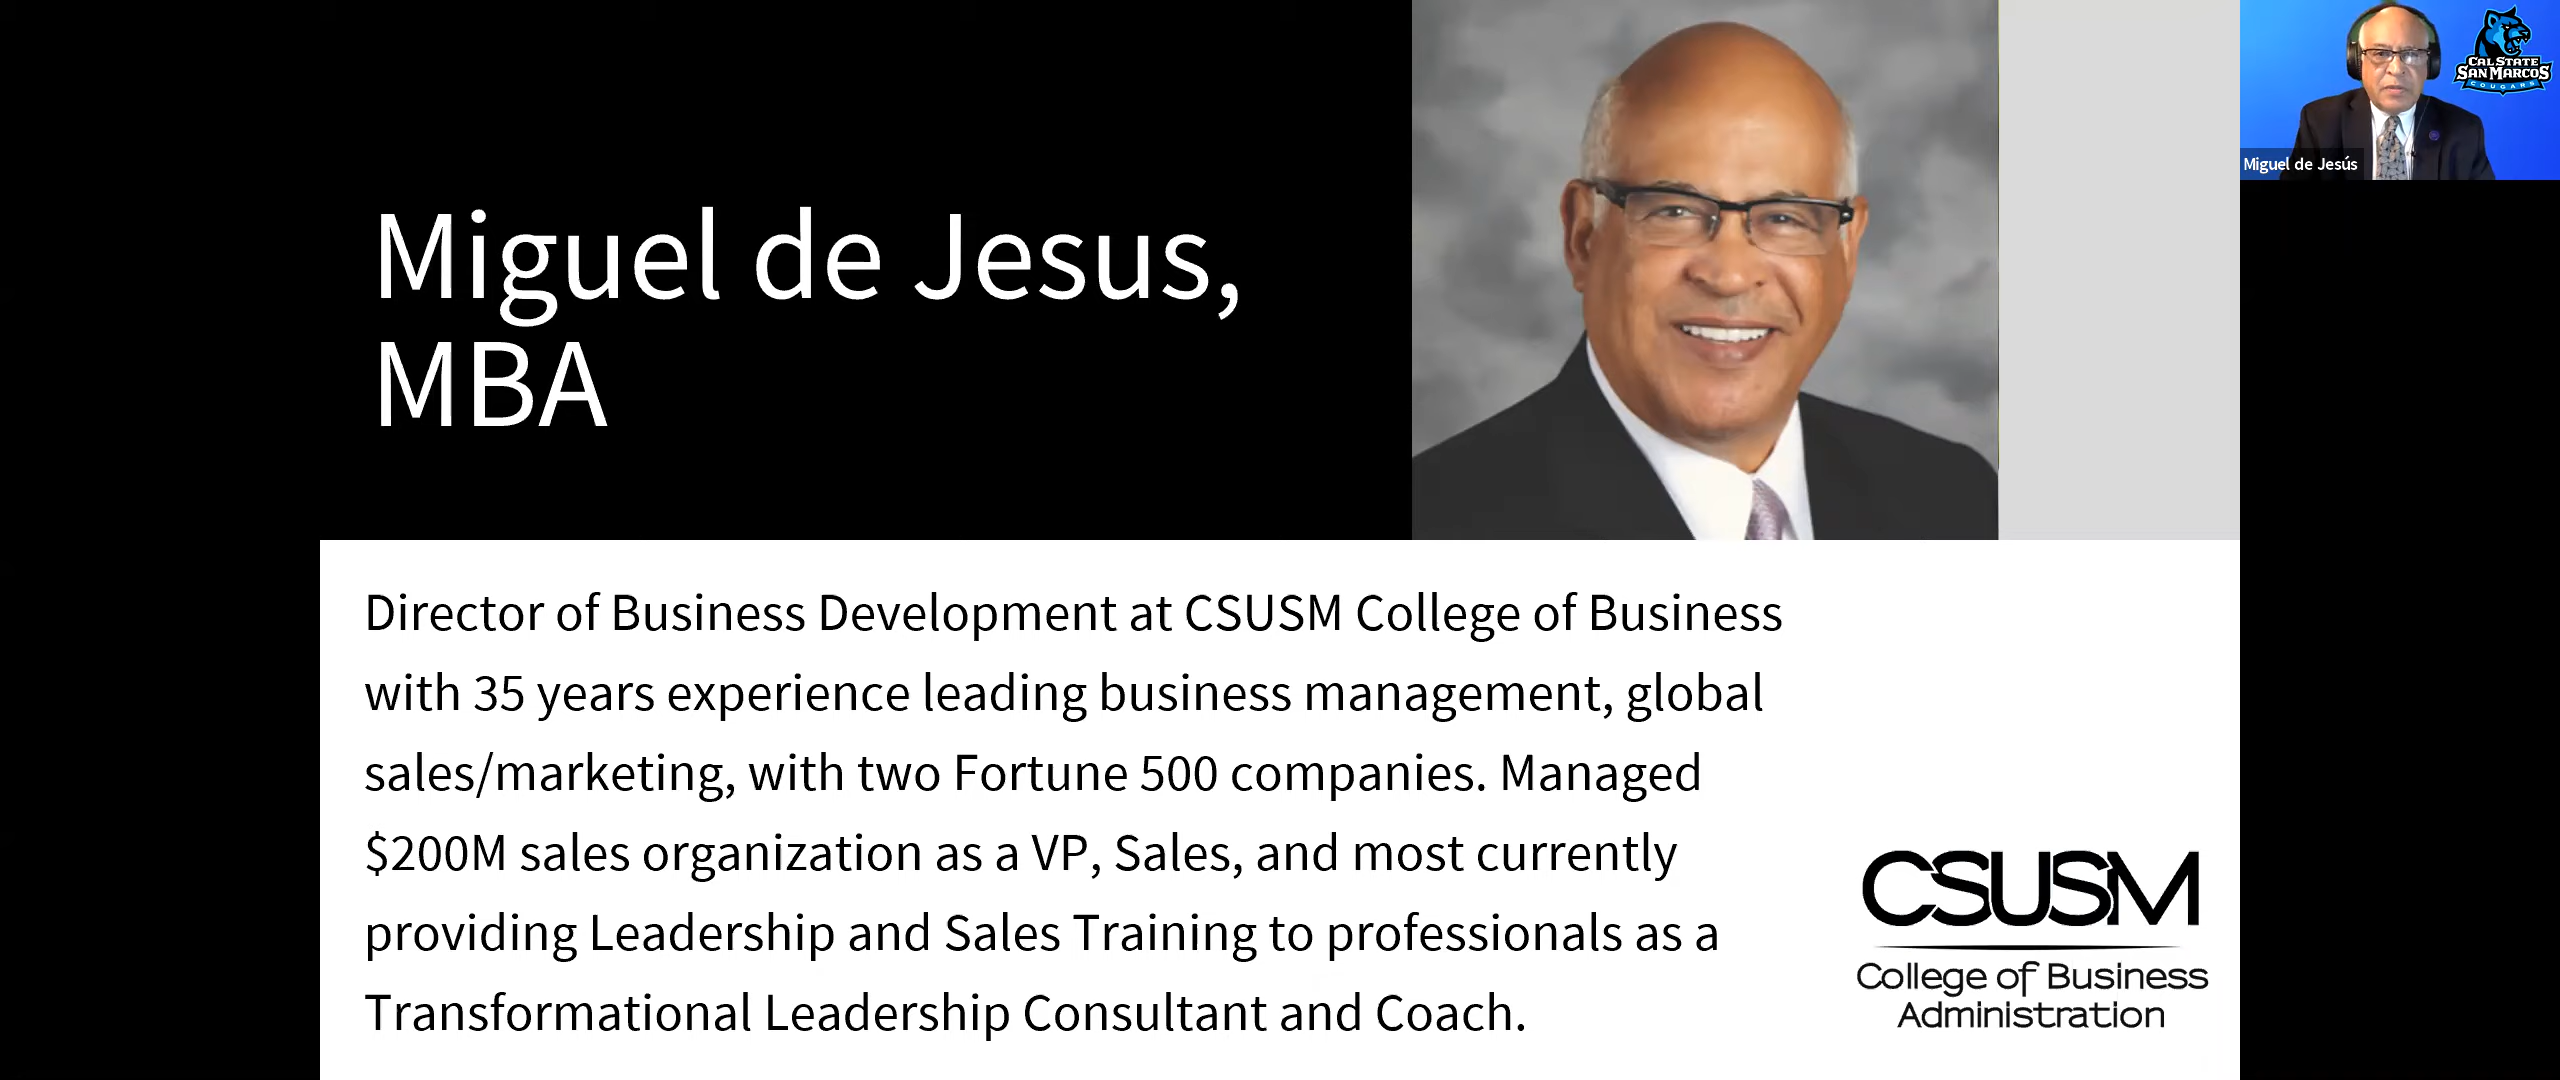 Miguel de Jesus,
MBA
CAL STATE
SAN MARCOS
COUGARS
Miguel de Jesús
Director of Business Development at CSUSM College of Business
with 35 years experience leading business management, global
sales/marketing, with two Fortune 500 companies. Managed
$200M sales organization as a VP, Sales, and most currently
providing Leadership and Sales Training to professionals as a
Transformational Leadership Consultant and Coach.
CSUSM
College of Business
Administration